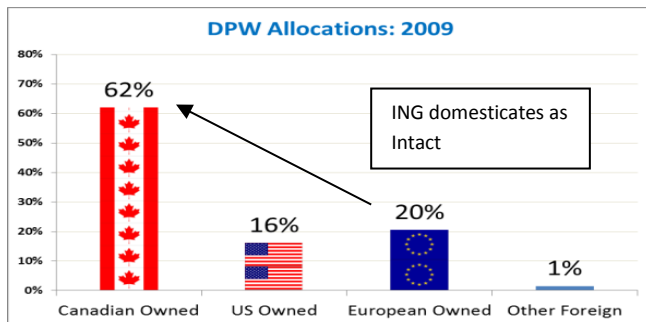 DPW Allocations: 2009
80%
70%
60%
50%
40%
30%
20%
10%
0%
62%
16%
20%
1%
ING domesticates as
Intact
Canadian Owned
US Owned
European Owned
Other Foreign